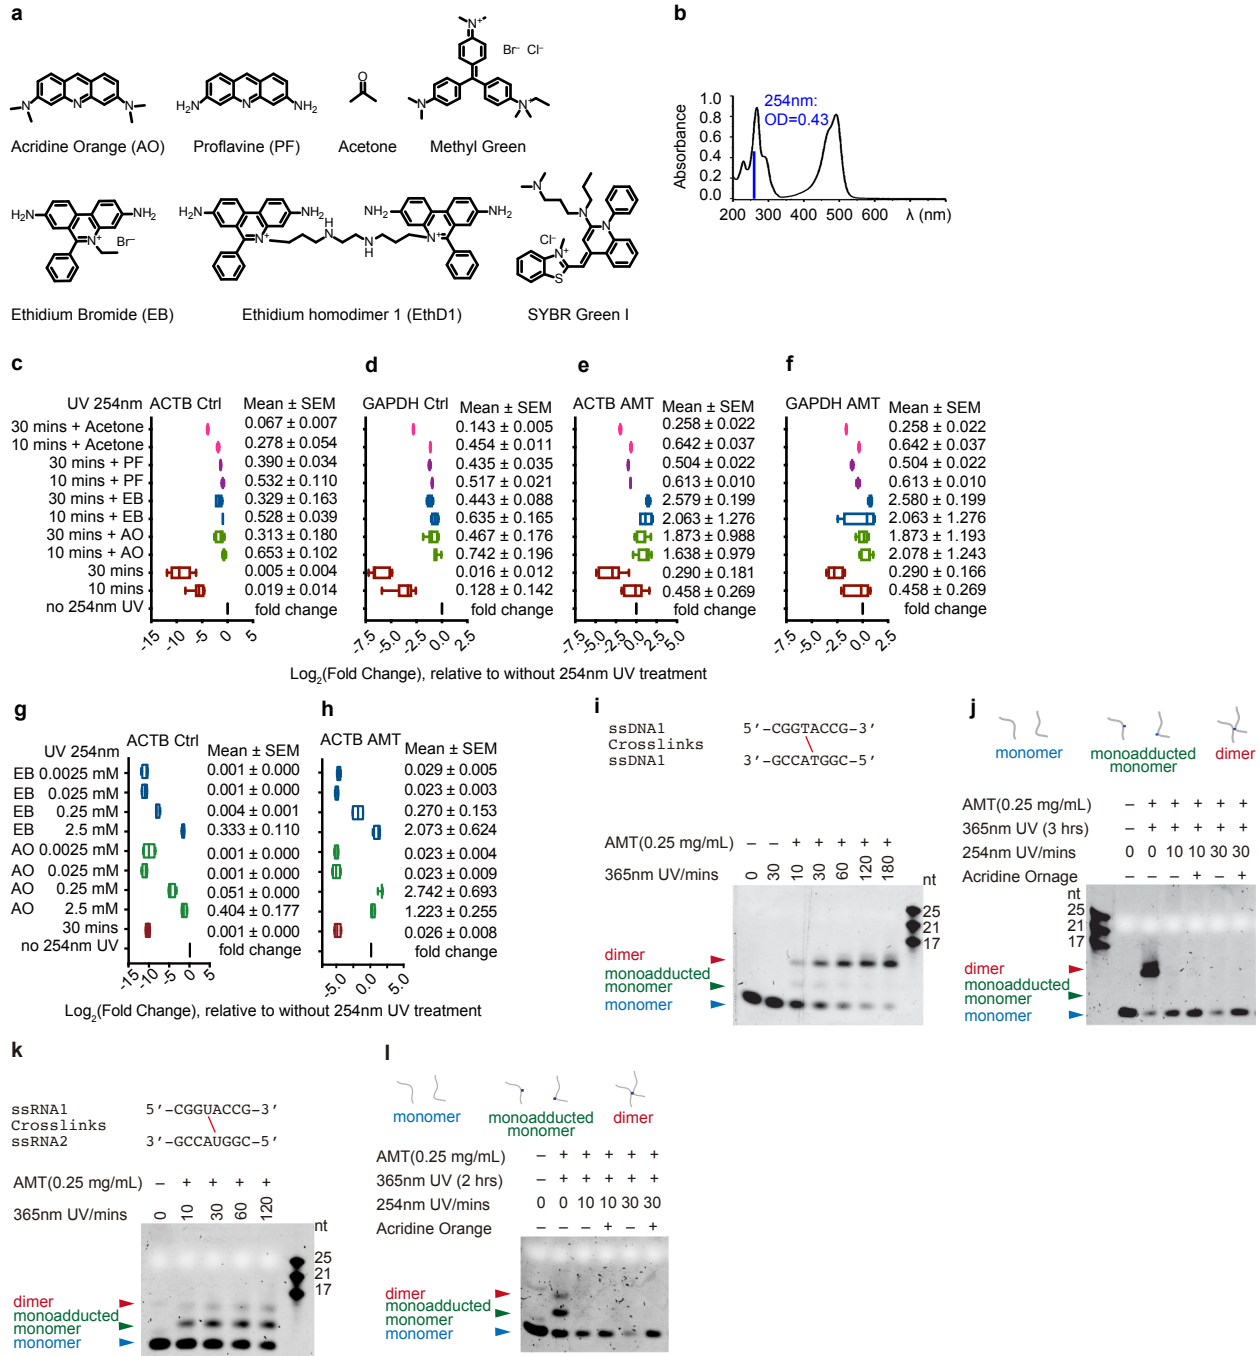 a
N
N
N
Acridine Orange (AO)
H₂N
N
NH₂
Proflavine (PF)
O
Acetone
N⁺
Br⁻ Cl⁻
N
N⁺
Methyl Green
H₂N
NH₂
N⁺
Br⁻
Ethidium Bromide (EB)
H₂N
NH₂
N⁺
H
N
N
H
NH₂
NH₂
N⁺
Ethidium homodimer 1 (EthD1)
N
N
N
Cl⁻
N⁺
S
SYBR Green I
b
Absorbance
1.0
0.8
0.6
0.4
0.2
0.0
254nm:
OD=0.43
200 300 400 500 600 λ (nm)
c
UV 254nm ACTB Ctrl Mean ± SEM
30 mins + Acetone 0.067 ± 0.007
10 mins + Acetone 0.278 ± 0.054
30 mins + PF 0.390 ± 0.034
10 mins + PF 0.532 ± 0.110
30 mins + EB 0.329 ± 0.163
10 mins + EB 0.528 ± 0.039
30 mins + AO 0.313 ± 0.180
10 mins + AO 0.653 ± 0.102
30 mins 0.005 ± 0.004
10 mins 0.019 ± 0.014
no 254nm UV fold change
-15 -10 -5 0 5
d
GAPDH Ctrl Mean ± SEM
0.143 ± 0.005
0.454 ± 0.011
0.435 ± 0.035
0.517 ± 0.021
0.443 ± 0.088
0.635 ± 0.165
0.467 ± 0.176
0.742 ± 0.196
0.016 ± 0.012
0.128 ± 0.142
fold change
-7.5 -5.0 -2.5 0 2.5
e
ACTB AMT Mean ± SEM
0.258 ± 0.022
0.642 ± 0.037
0.504 ± 0.022
0.613 ± 0.010
2.579 ± 0.199
2.063 ± 1.276
1.873 ± 0.988
1.638 ± 0.979
0.290 ± 0.181
0.458 ± 0.269
fold change
-7.5 -5.0 -2.5 0.0 2.5 5.0
f
GAPDH AMT Mean ± SEM
0.258 ± 0.022
0.642 ± 0.037
0.504 ± 0.022
0.613 ± 0.010
2.580 ± 0.199
2.063 ± 1.276
1.873 ± 1.193
2.078 ± 1.243
0.290 ± 0.166
0.458 ± 0.269
fold change
-7.5 -5.0 -2.5 0.0 2.5
Log₂(Fold Change), relative to without 254nm UV treatment
g
UV 254nm ACTB Ctrl Mean ± SEM
EB 0.0025 mM 0.001 ± 0.000
EB 0.025 mM 0.001 ± 0.000
EB 0.25 mM 0.004 ± 0.001
EB 2.5 mM 0.333 ± 0.110
AO 0.0025 mM 0.001 ± 0.000
AO 0.025 mM 0.001 ± 0.000
AO 0.25 mM 0.051 ± 0.000
AO 2.5 mM 0.404 ± 0.177
30 mins 0.001 ± 0.000
no 254nm UV fold change
-15 -10 -5 0 5
h
ACTB AMT Mean ± SEM
0.029 ± 0.005
0.023 ± 0.003
0.270 ± 0.153
2.073 ± 0.624
0.023 ± 0.004
0.023 ± 0.009
2.742 ± 0.693
1.223 ± 0.255
0.026 ± 0.008
fold change
-5.0 0.0 5.0
Log₂(Fold Change), relative to without 254nm UV treatment
i
ssDNA1 5′-CGGTACCG-3′
Crosslinks
ssDNA1 3′-GCCATGGC-5′
AMT(0.25 mg/mL) − − + + + + +
365nm UV/mins 0 30 10 30 60 120 180
nt
25
21
17
dimer
monoadducted
monomer
monomer
j
monomer
monoadducted
monomer
dimer
AMT(0.25 mg/mL) − + + + + +
365nm UV (3 hrs) − + + + + +
254nm UV/mins 0 0 10 10 30 30
Acridine Ornage − − − + − +
nt
25
21
17
dimer
monoadducted
monomer
monomer
k
ssRNA1 5′-CGGUACCG-3′
Crosslinks
ssRNA2 3′-GCCAUGGC-5′
AMT(0.25 mg/mL) − + + + +
365nm UV/mins 0 10 30 60 120
nt
25
21
17
dimer
monoadducted
monomer
monomer
l
monomer
monoadducted
monomer
dimer
AMT(0.25 mg/mL) − + + + + +
365nm UV (2 hrs) − + + + + +
254nm UV/mins 0 0 10 10 30 30
Acridine Orange − − − + − +
dimer
monoadducted
monomer
monomer